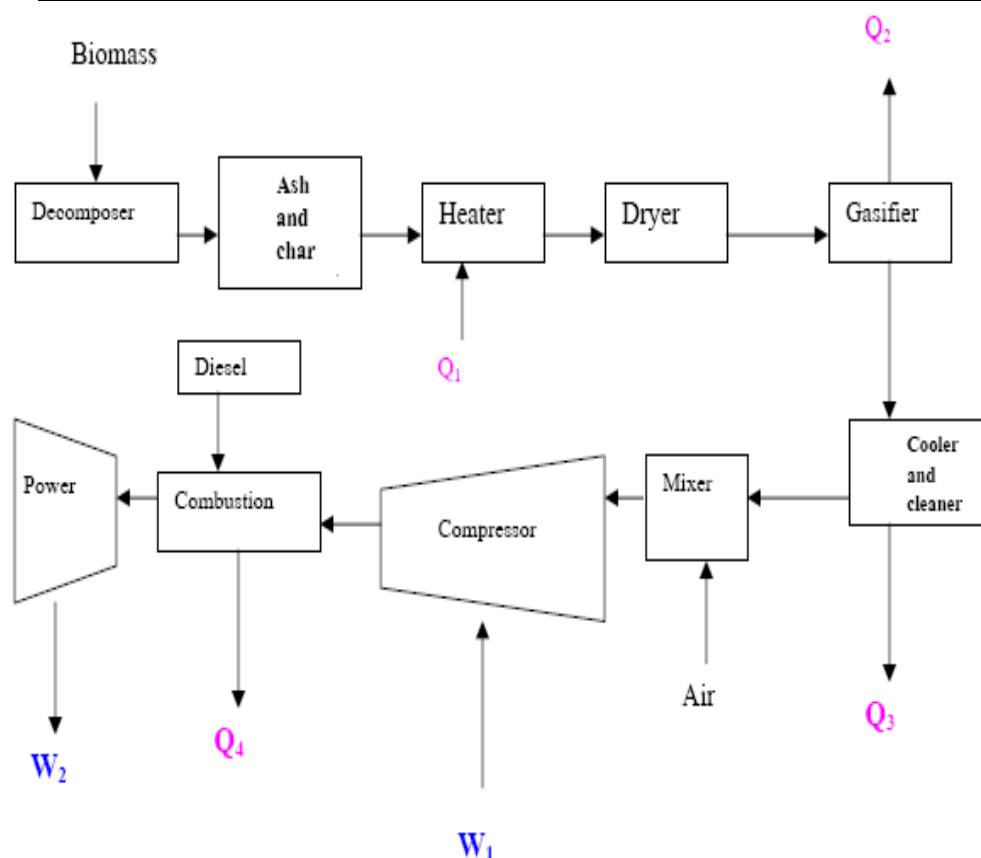 Biomass
Q₂
Decomposer
Ash
and
char
Heater
Dryer
Gasifier
Q₁
Diesel
Power
Combustion
Compressor
Mixer
Cooler
and
cleaner
Air
Q₃
Q₄
W₂
W₁